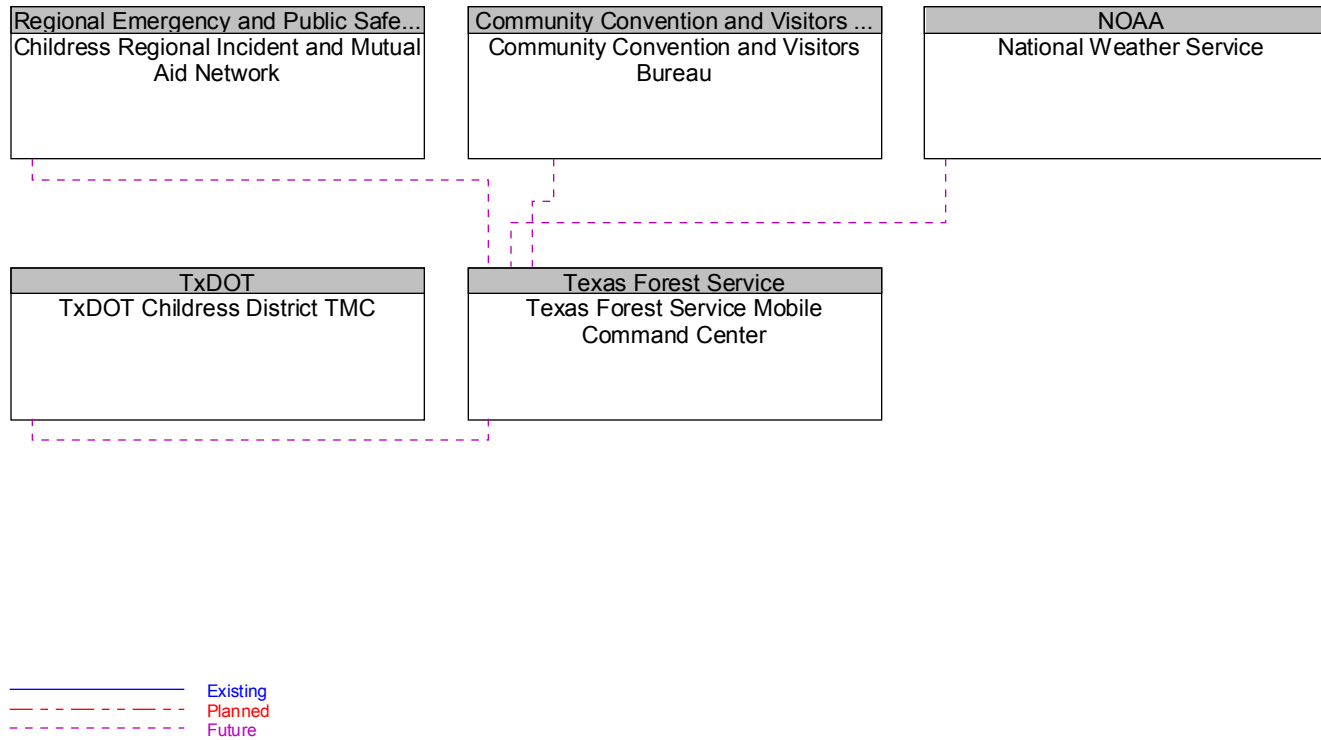 Regional Emergency and Public Safe...
Childress Regional Incident and Mutual
Aid Network
Community Convention and Visitors ...
Community Convention and Visitors
Bureau
NOAA
National Weather Service
TxDOT
TxDOT Childress District TMC
Texas Forest Service
Texas Forest Service Mobile
Command Center
Existing
Planned
Future